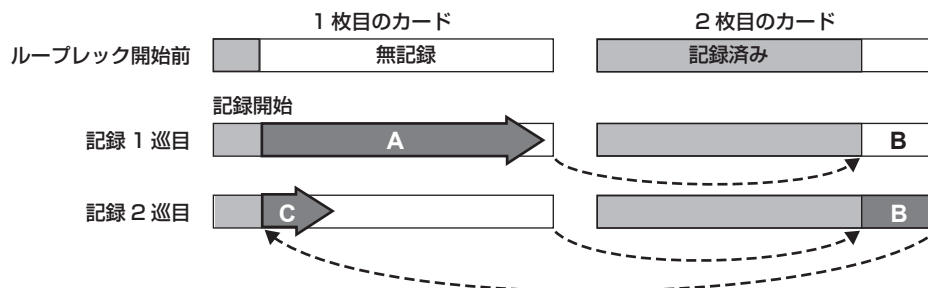 1 枚目のカード
2 枚目のカード
ループレック開始前
無記録
記録済み
記録開始
記録 1 巡目
A
B
記録 2 巡目
C
B